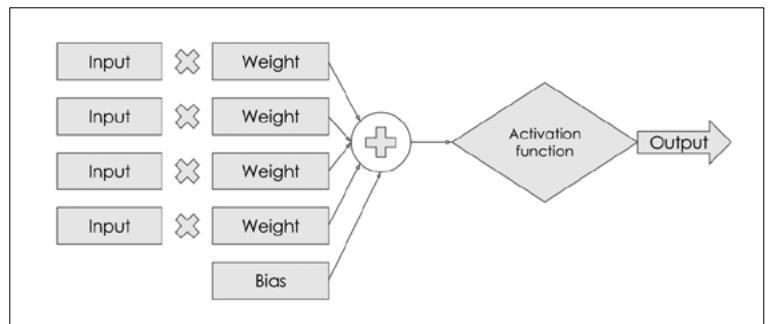 Input Weight
Input Weight
Activation
function
Output
Input Weight
Input Weight
Bias